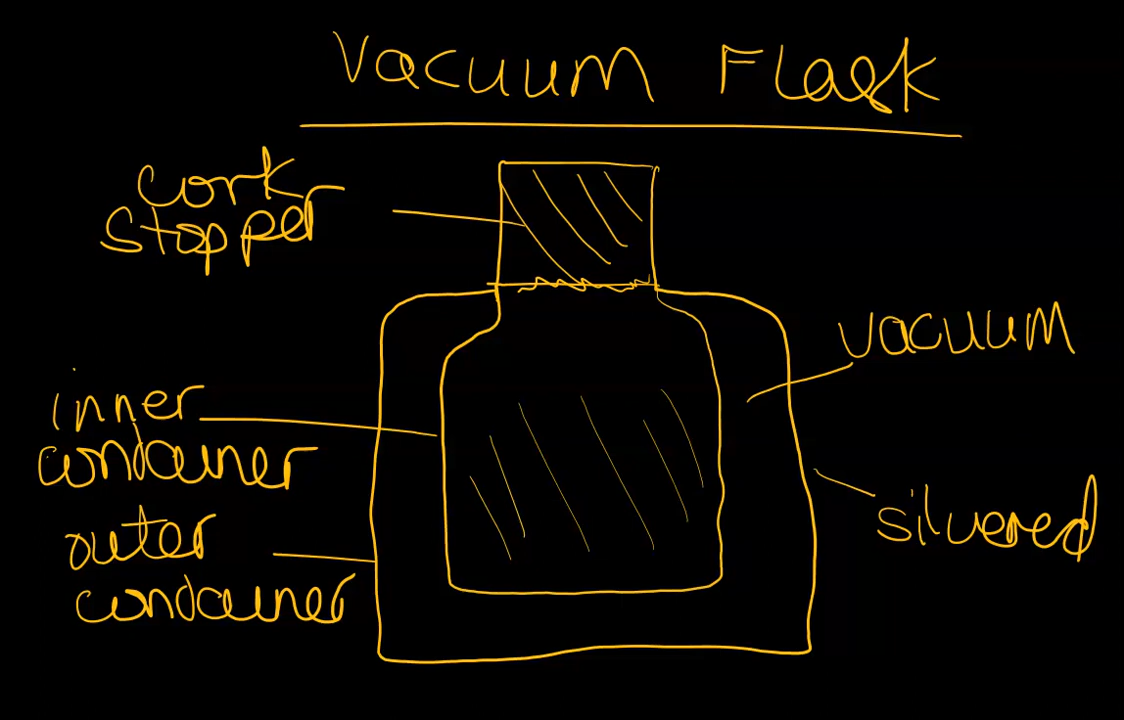 Vacuum Flask
cork
stopper
vacuum
inner
container
silvered
outer
container